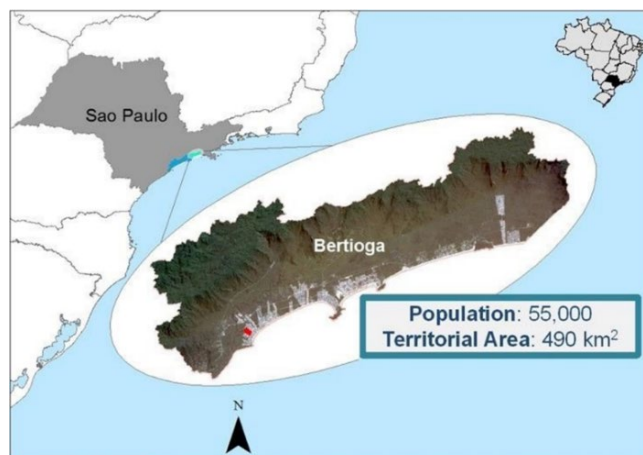 Sao Paulo
Bertioga
Population: 55,000
Territorial Area: 490 km²
N